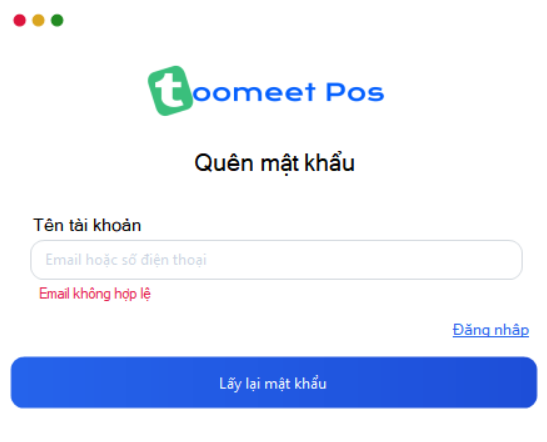 toomeet Pos
Quên mật khẩu
Tên tài khoản
Email hoặc số điện thoại
Email không hợp lệ
Đăng nhập
Lấy lại mật khẩu